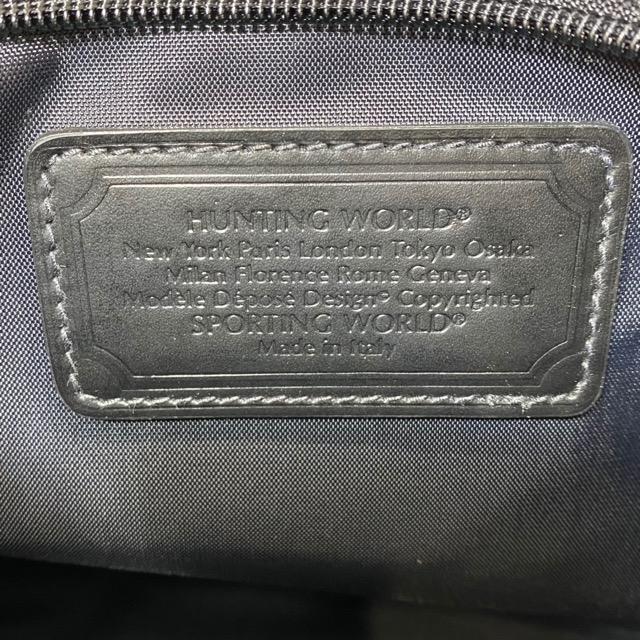 HUNTING WORLD®
New York Paris London Tokyo Osaka
Milan Florence Rome Geneva
Modèle Déposé Design® Copyrighted
SPORTING WORLD®
Made in Italy